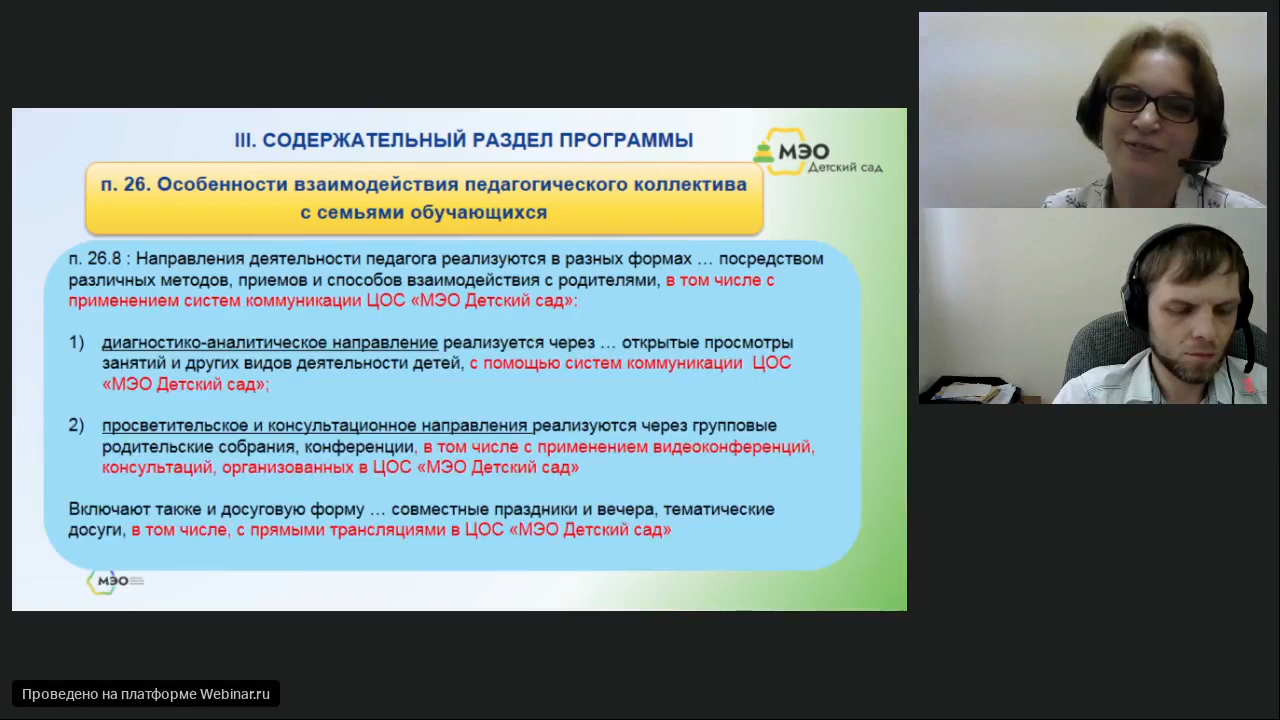 III. СОДЕРЖАТЕЛЬНЫЙ РАЗДЕЛ ПРОГРАММЫ
МЭО
Детский сад
п. 26. Особенности взаимодействия педагогического коллектива
с семьями обучающихся
п. 26.8 : Направления деятельности педагога реализуются в разных формах … посредством
различных методов, приемов и способов взаимодействия с родителями, в том числе с
применением систем коммуникации ЦОС «МЭО Детский сад»:
1) диагностико-аналитическое направление реализуется через … открытые просмотры
занятий и других видов деятельности детей, с помощью систем коммуникации ЦОС
«МЭО Детский сад»;
2) просветительское и консультационное направления реализуются через групповые
родительские собрания, конференции, в том числе с применением видеоконференций,
консультаций, организованных в ЦОС «МЭО Детский сад»
Включают также и досуговую форму … совместные праздники и вечера, тематические
досуги, в том числе, с прямыми трансляциями в ЦОС «МЭО Детский сад»
МЭО
Проведено на платформе Webinar.ru